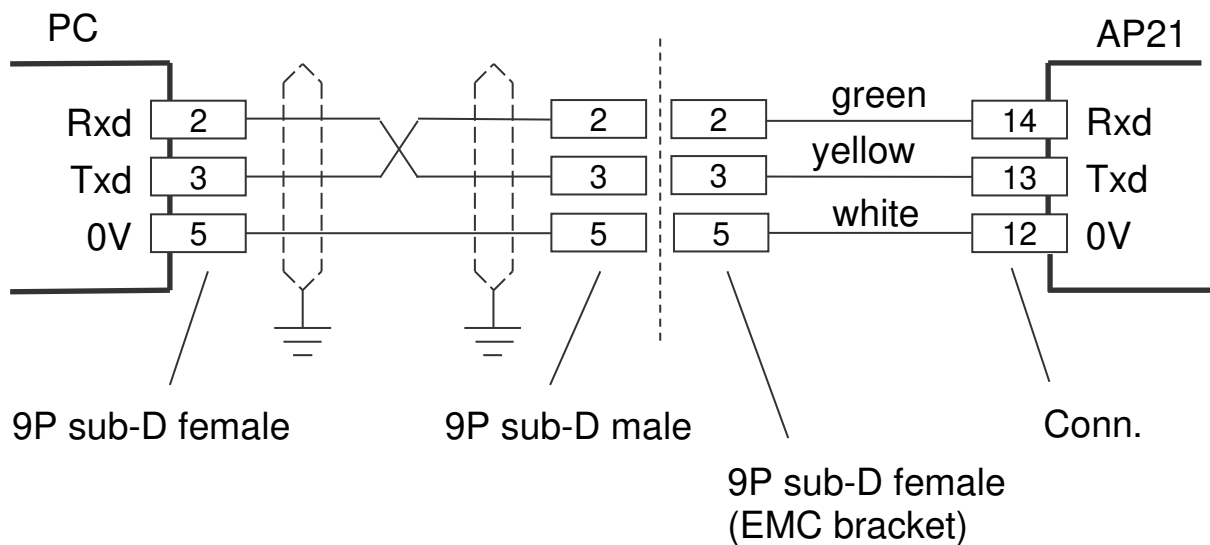 PC
AP21
Rxd 2 2 2 green 14 Rxd
Txd 3 3 3 yellow 13 Txd
0V 5 5 5 white 12 0V
9P sub-D female
9P sub-D male
Conn.
9P sub-D female
(EMC bracket)